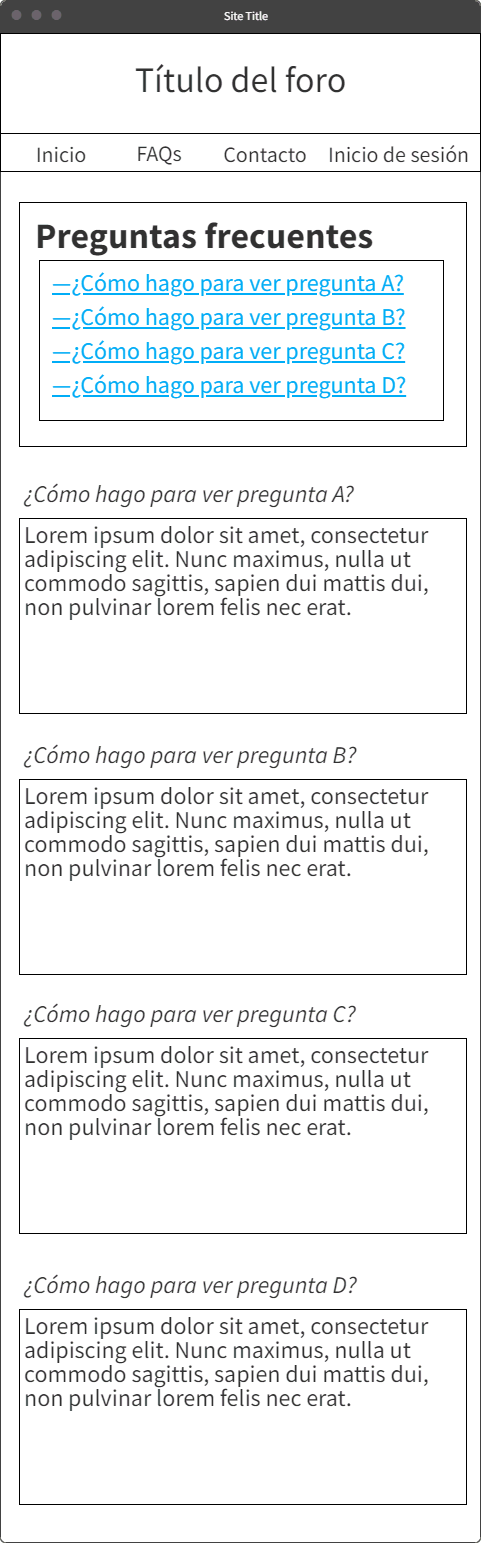 Site Title
Título del foro
Inicio FAQs Contacto Inicio de sesión
Preguntas frecuentes
—¿Cómo hago para ver pregunta A?
—¿Cómo hago para ver pregunta B?
—¿Cómo hago para ver pregunta C?
—¿Cómo hago para ver pregunta D?
¿Cómo hago para ver pregunta A?
Lorem ipsum dolor sit amet, consectetur
adipiscing elit. Nunc maximus, nulla ut
commodo sagittis, sapien dui mattis dui,
non pulvinar lorem felis nec erat.
¿Cómo hago para ver pregunta B?
Lorem ipsum dolor sit amet, consectetur
adipiscing elit. Nunc maximus, nulla ut
commodo sagittis, sapien dui mattis dui,
non pulvinar lorem felis nec erat.
¿Cómo hago para ver pregunta C?
Lorem ipsum dolor sit amet, consectetur
adipiscing elit. Nunc maximus, nulla ut
commodo sagittis, sapien dui mattis dui,
non pulvinar lorem felis nec erat.
¿Cómo hago para ver pregunta D?
Lorem ipsum dolor sit amet, consectetur
adipiscing elit. Nunc maximus, nulla ut
commodo sagittis, sapien dui mattis dui,
non pulvinar lorem felis nec erat.